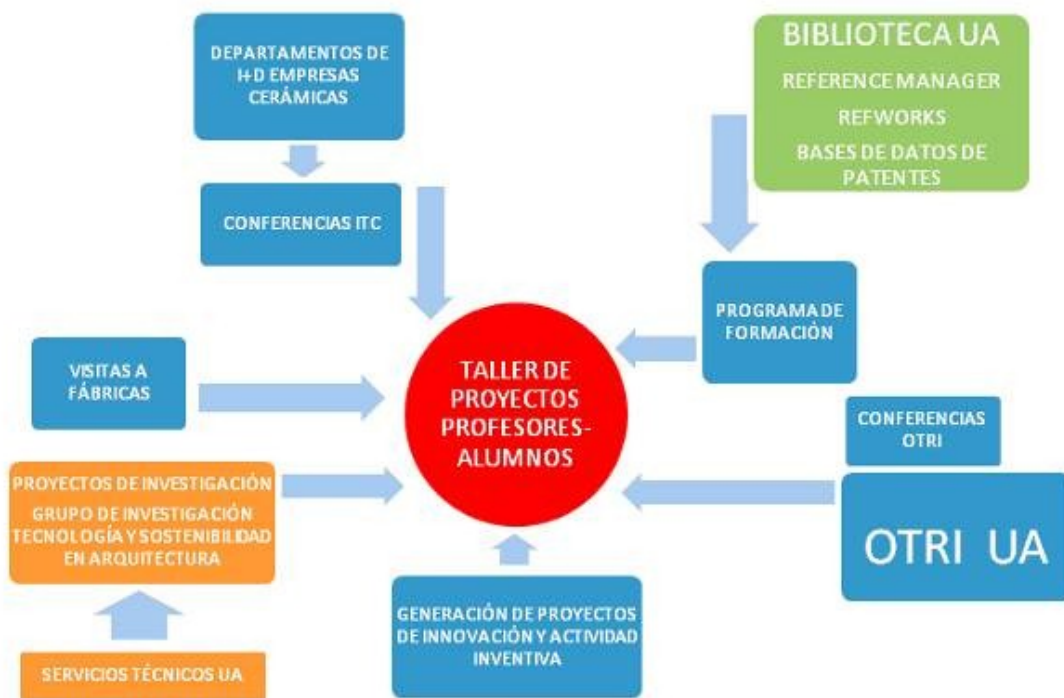 DEPARTAMENTOS DE
I+D EMPRESAS
CERÁMICAS
BIBLIOTECA UA
REFERENCE MANAGER
REFWORKS
BASES DE DATOS DE
PATENTES
CONFERENCIAS ITC
PROGRAMA DE
FORMACIÓN
VISITAS A
FÁBRICAS
TALLER DE
PROYECTOS
PROFESORES-
ALUMNOS
CONFERENCIAS
OTRI
PROYECTOS DE INVESTIGACIÓN
GRUPO DE INVESTIGACIÓN
TECNOLOGÍA Y SOSTENIBILIDAD
EN ARQUITECTURA
OTRI UA
GENERACIÓN DE PROYECTOS
DE INNOVACIÓN Y ACTIVIDAD
INVENTIVA
SERVICIOS TÉCNICOS UA